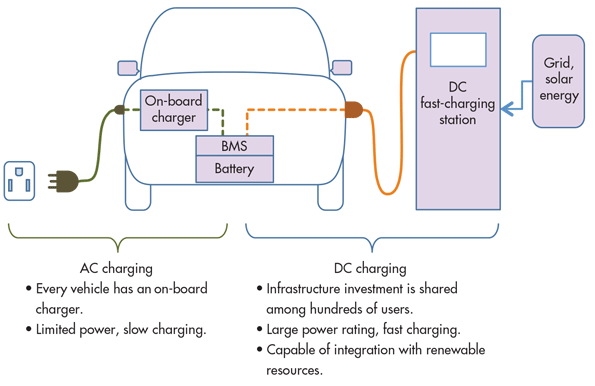 On-board
charger
BMS
Battery
DC
fast-charging
station
Grid,
solar
energy
AC charging
• Every vehicle has an on-board
charger.
• Limited power, slow charging.
DC charging
• Infrastructure investment is shared
among hundreds of users.
• Large power rating, fast charging.
• Capable of integration with renewable
resources.